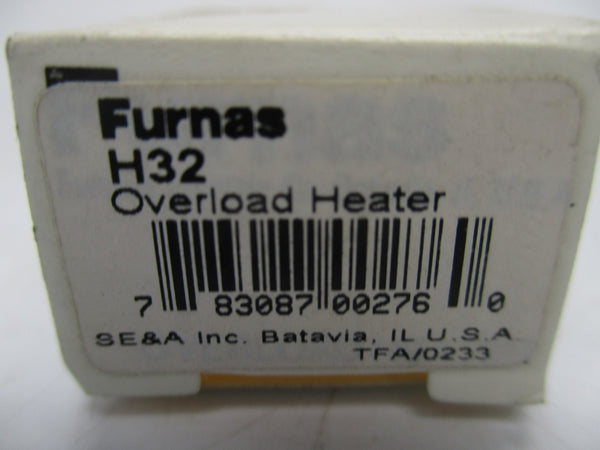 Furnas
H32
Overload Heater
7 83087 00276 0
SE&A Inc. Batavia, IL U.S.A
TFA/0233